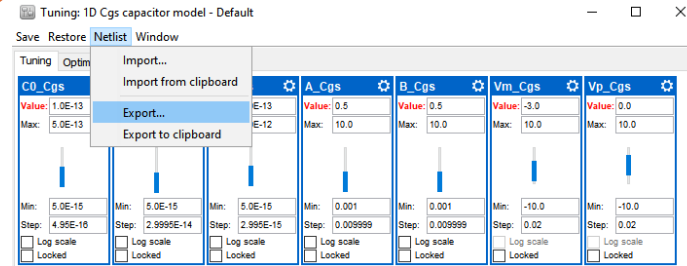 Tuning: 1D Cgs capacitor model - Default
Save Restore Netlist Window
Tuning Optim
Import...
Import from clipboard
Export...
Export to clipboard
C0_Cgs A_Cgs B_Cgs Vm_Cgs Vp_Cgs
Value: 1.0E-13 E-13 Value: 0.5 Value: 0.5 Value: -3.0 Value: 0.0
Max: 5.0E-13 E-12 Max: 10.0 Max: 10.0 Max: 10.0 Max: 10.0
Min: 5.0E-15 Min: 5.0E-15 Min: 5.0E-15 Min: 0.001 Min: 0.001 Min: -10.0 Min: -10.0
Step: 4.95E-16 Step: 2.9995E-14 Step: 2.995E-15 Step: 0.009999 Step: 0.009999 Step: 0.02 Step: 0.02
Log scale Log scale Log scale Log scale Log scale Log scale Log scale
Locked Locked Locked Locked Locked Locked Locked